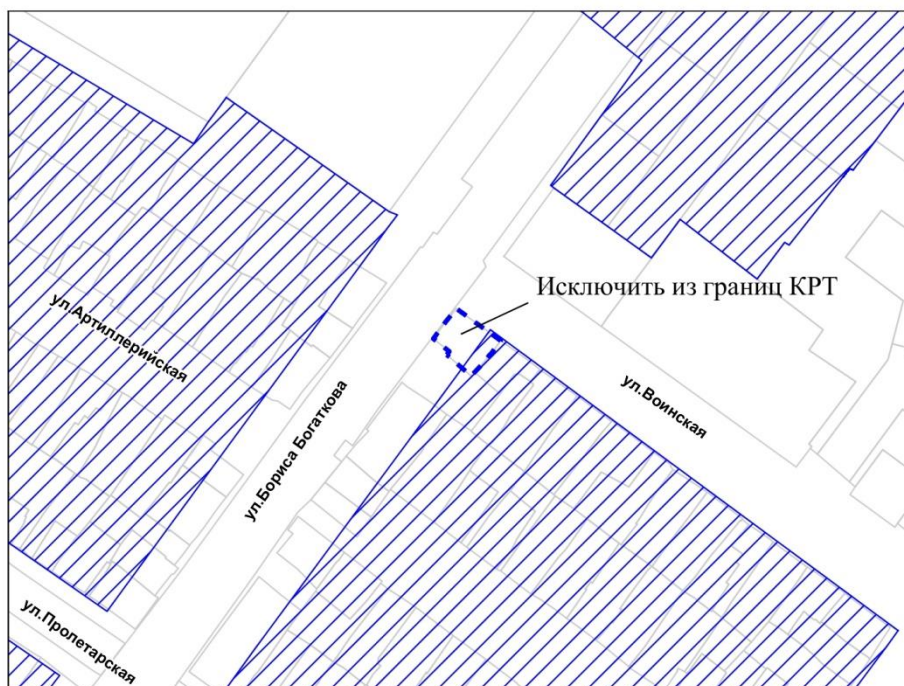 Исключить из границ КРТ
ул.Артиллерийская
ул.Воинская
ул.Бориса Богаткова
ул.Пролетарская